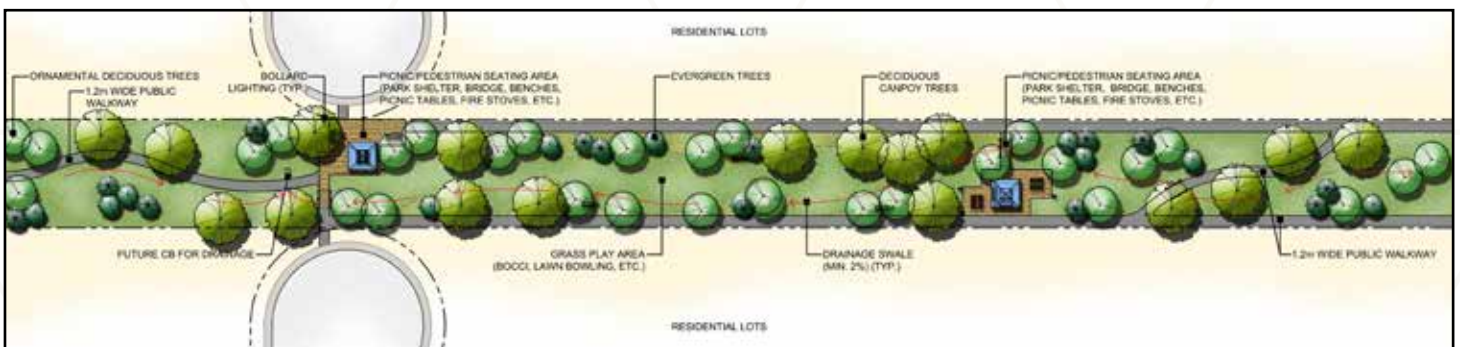 RESIDENTIAL LOTS
ORNAMENTAL DECIDUOUS TREES
1.2m WIDE PUBLIC
WALKWAY
BOLLARD
LIGHTING (TYP.)
PICNIC/PEDESTRIAN SEATING AREA
(PARK SHELTER, BRIDGE, BENCHES,
PICNIC TABLES, FIRE STOVES, ETC.)
EVERGREEN TREES
DECIDUOUS
CANPOY TREES
PICNIC/PEDESTRIAN SEATING AREA
(PARK SHELTER, BRIDGE, BENCHES,
PICNIC TABLES, FIRE STOVES, ETC.)
FUTURE CB FOR DRAINAGE
GRASS PLAY AREA
(BOCCI, LAWN BOWLING, ETC.)
DRAINAGE SWALE
(MIN. 2%) (TYP.)
1.2m WIDE PUBLIC WALKWAY
RESIDENTIAL LOTS